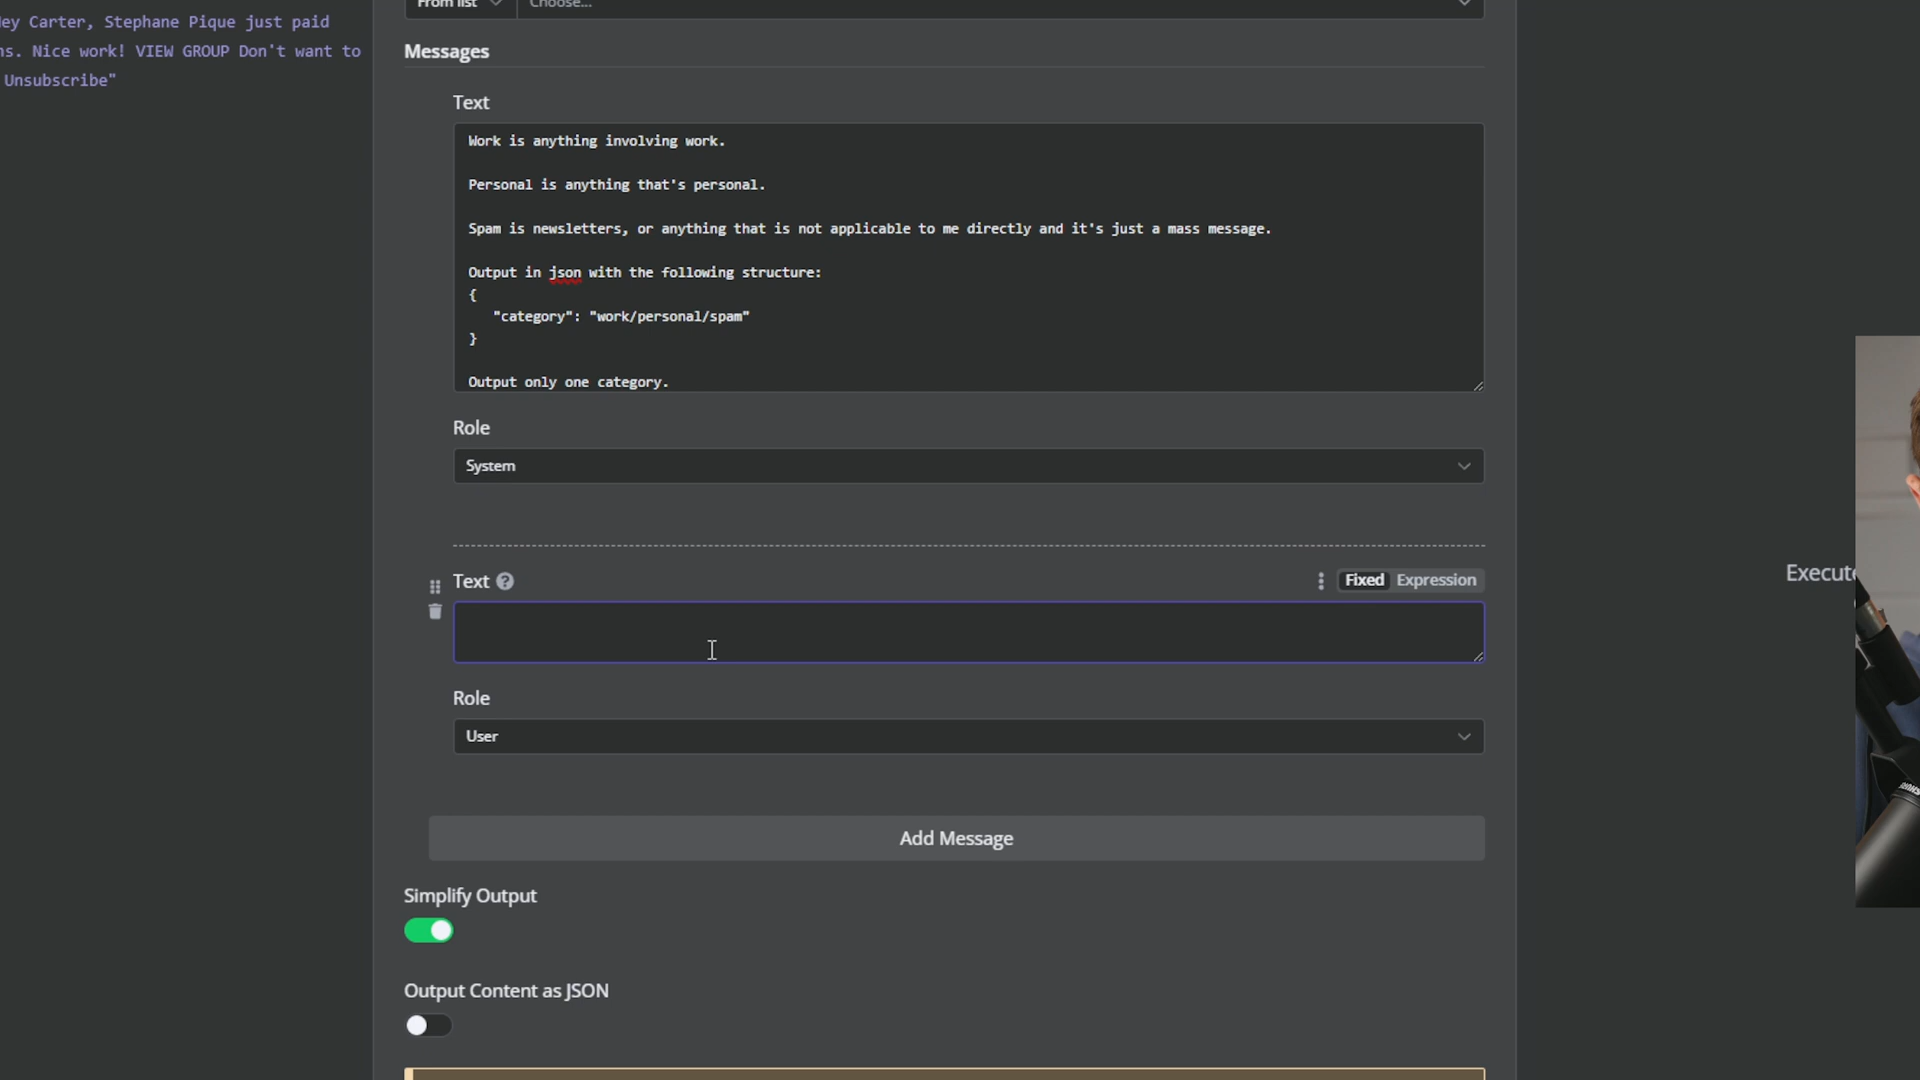 From list
Choose...
ey Carter, Stephane Pique just paid
ns. Nice work! VIEW GROUP Don't want to
Unsubscribe"
Messages
Text
Work is anything involving work.
Personal is anything that's personal.
Spam is newsletters, or anything that is not applicable to me directly and it's just a mass message.
Output in json with the following structure:
{
"category": "work/personal/spam"
}
Output only one category.
Role
System
Text
Fixed Expression
Role
User
Add Message
Simplify Output
Output Content as JSON
Execute